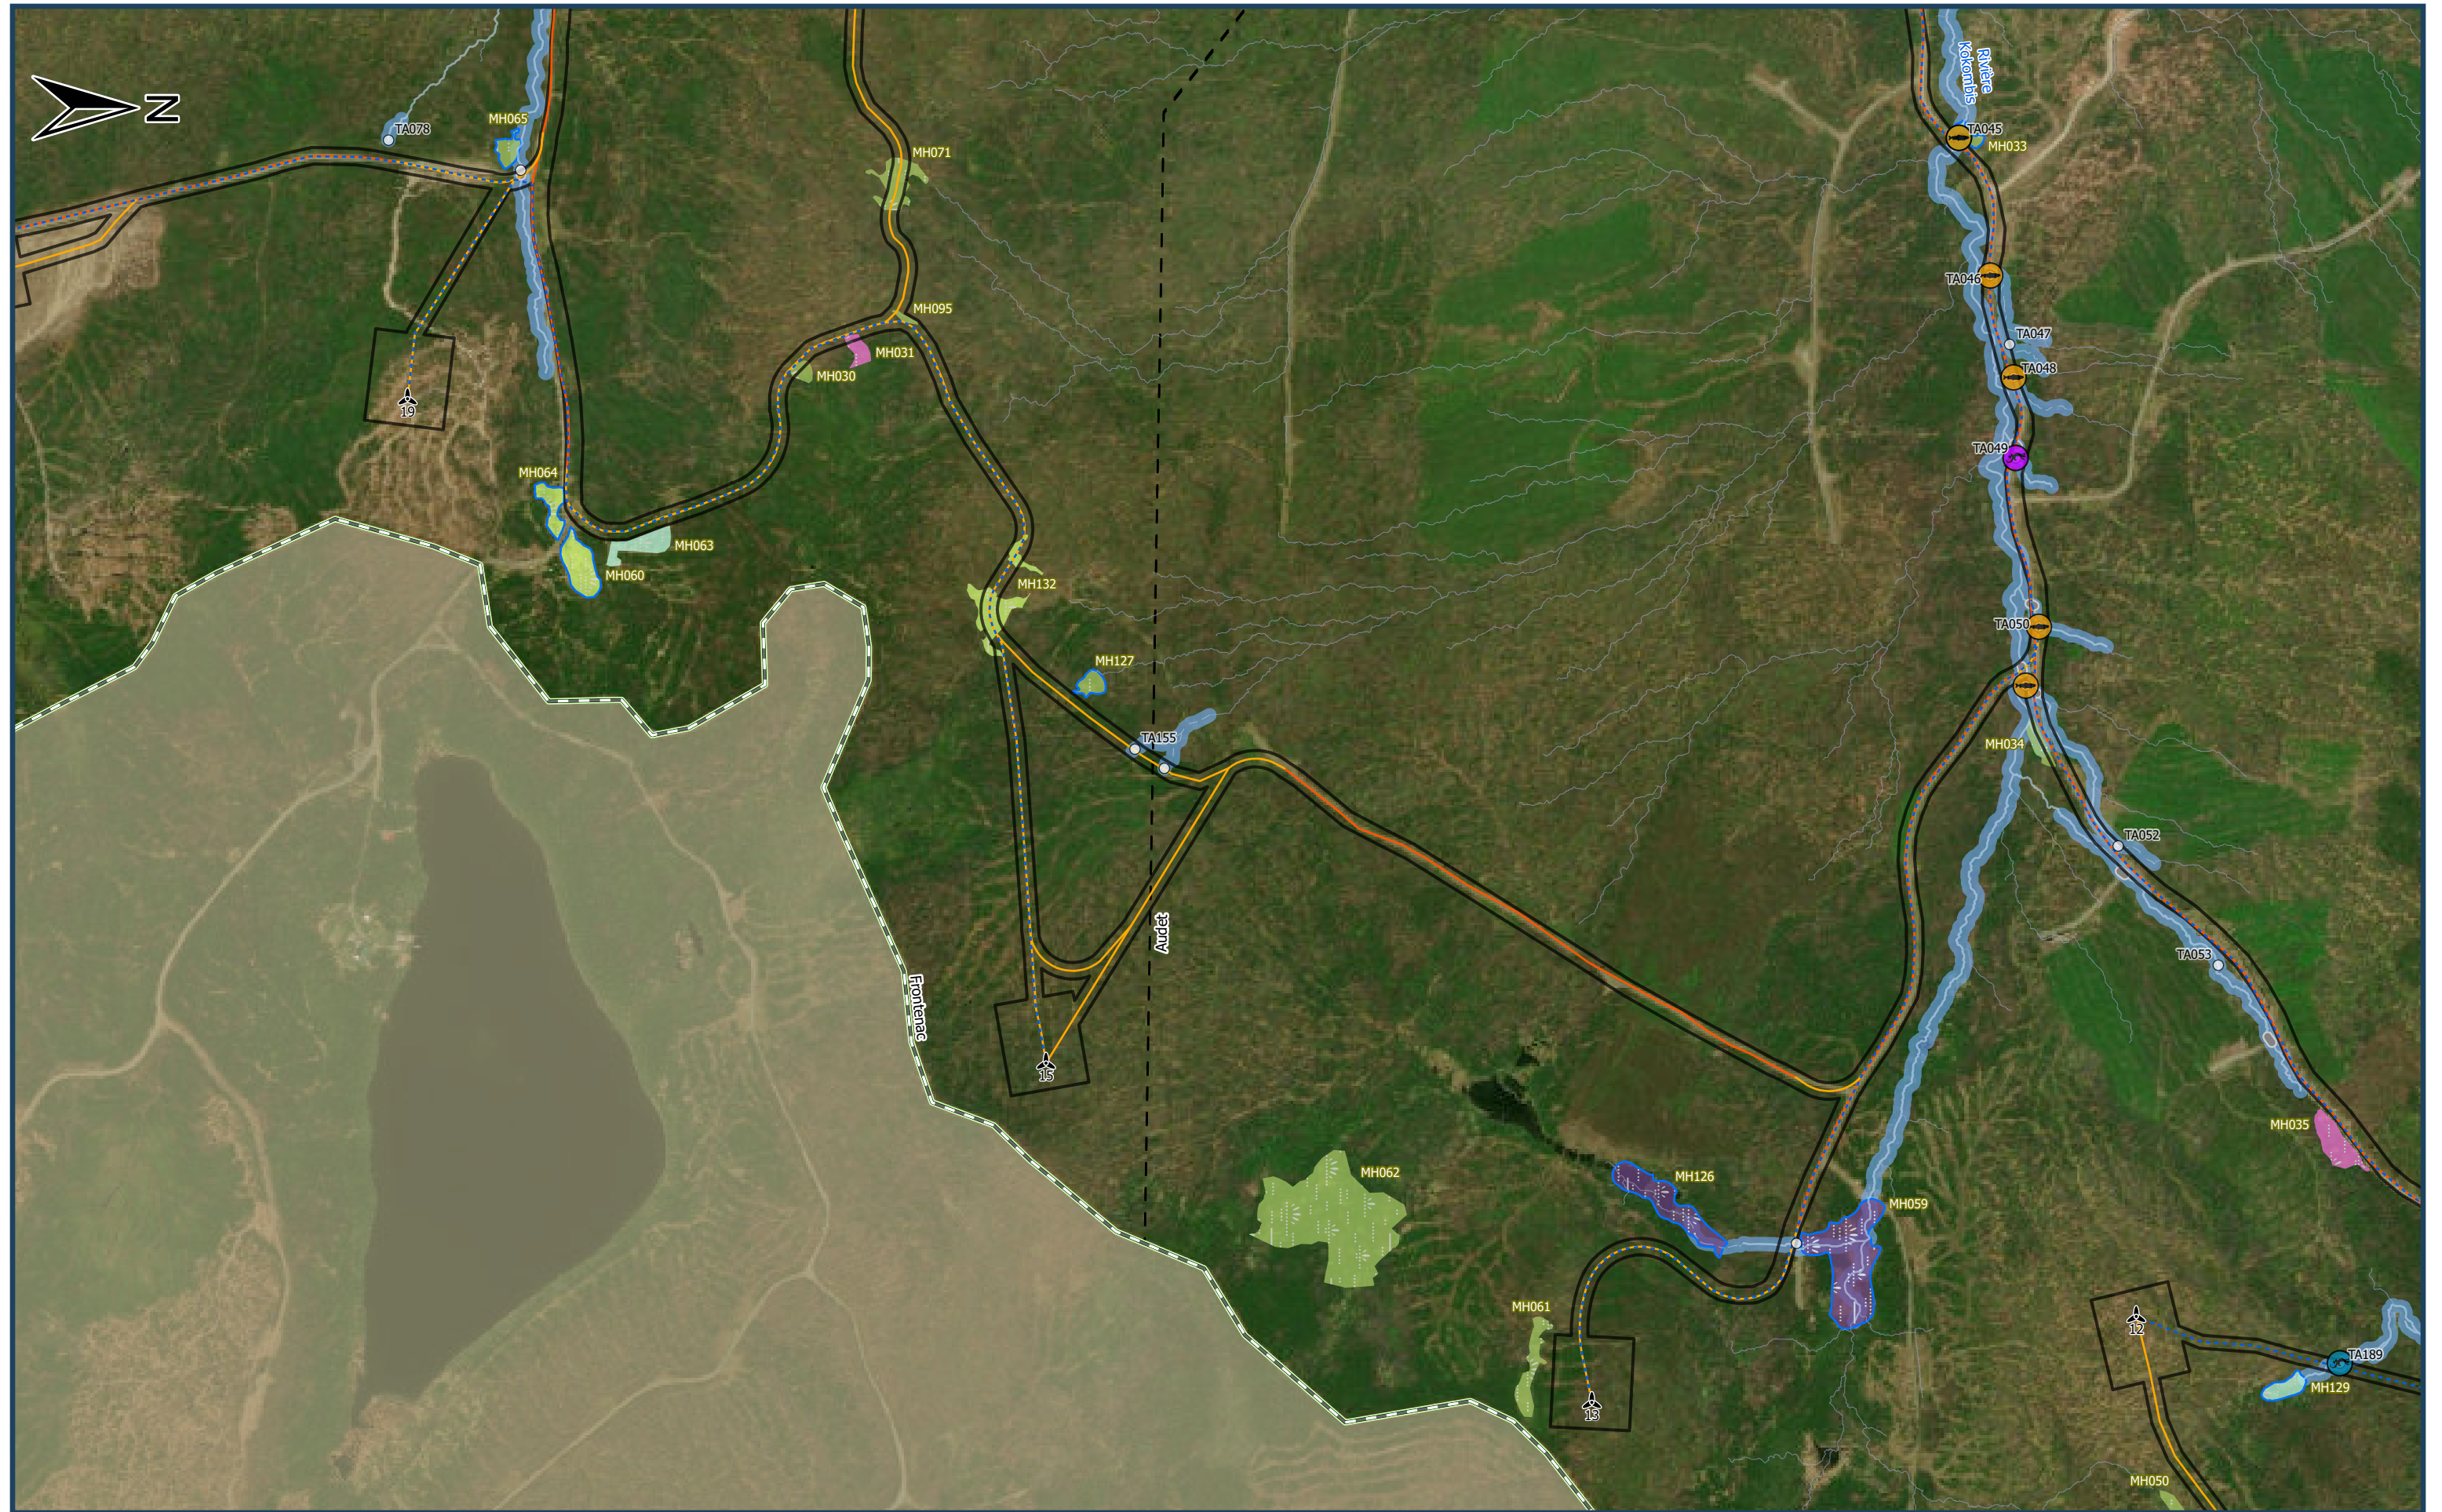 Rivière
Kokombis
N
MH065
TA078
TA045
MH033
MH071
TA046
MH095
TA047
MH031
TA048
MH030
19
TA049
MH064
MH063
MH060
MH132
TA050
MH127
TA155
MH034
TA052
Audet
TA053
Frontenac
15
MH035
MH062
MH126
MH059
MH061
12
TA189
MH129
13
MH050